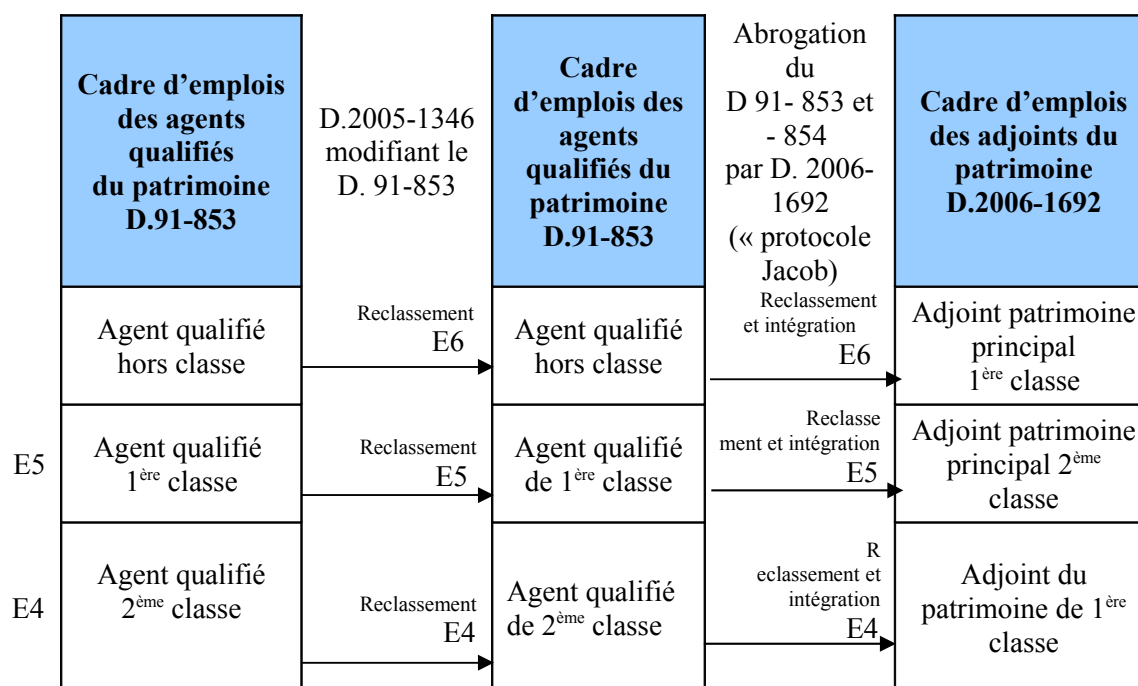 Cadre d’emplois
des agents
qualifiés
du patrimoine
D.91-853
D.2005-1346
modifiant le
D. 91-853
Cadre
d’emplois des
agents
qualifiés du
patrimoine
D.91-853
Abrogation
du
D 91- 853 et
- 854
par D. 2006-
1692
(« protocole
Jacob)
Cadre d’emplois
des adjoints du
patrimoine
D.2006-1692
Agent qualifié
hors classe
Reclassement
E6
Agent qualifié
hors classe
Reclassement
et intégration
E6
Adjoint patrimoine
principal
1ère classe
E5
Agent qualifié
1ère classe
Reclassement
E5
Agent qualifié
de 1ère classe
Reclasse
ment et intégration
E5
Adjoint patrimoine
principal 2ème
classe
E4
Agent qualifié
2ème classe
Reclassement
E4
Agent qualifié
de 2ème classe
R
eclassement et
intégration
E4
Adjoint du
patrimoine de 1ère
classe